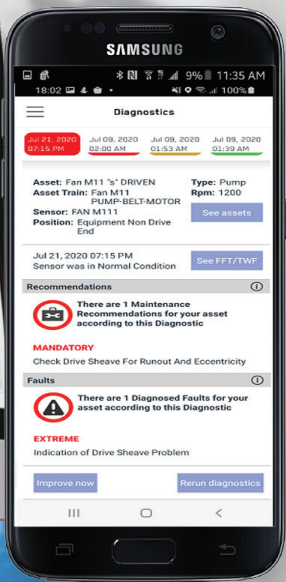 SAMSUNG
9% 11:35 AM
18:02 100%
Diagnostics
Jul 21, 2020 Jul 09, 2020 Jul 09, 2020 Jul 09, 2020
07:15 PM 02:00 AM 01:53 AM 01:39 AM
Asset: Fan M11 "s" DRIVEN Type: Pump
Asset Train: Fan M11 Rpm: 1200
PUMP-BELT-MOTOR
Sensor: FAN M111 See assets
Position: Equipment Non Drive
End
Jul 21, 2020 07:15 PM
Sensor was in Normal Condition See FFT/TWF
Recommendations
There are 1 Maintenance
Recommendations for your asset
according to this Diagnostic
MANDATORY
Check Drive Sheave For Runout And Eccentricity
Faults
There are 1 Diagnosed Faults for your
asset according to this Diagnostic
EXTREME
Indication of Drive Sheave Problem
Improve now Rerun diagnostics